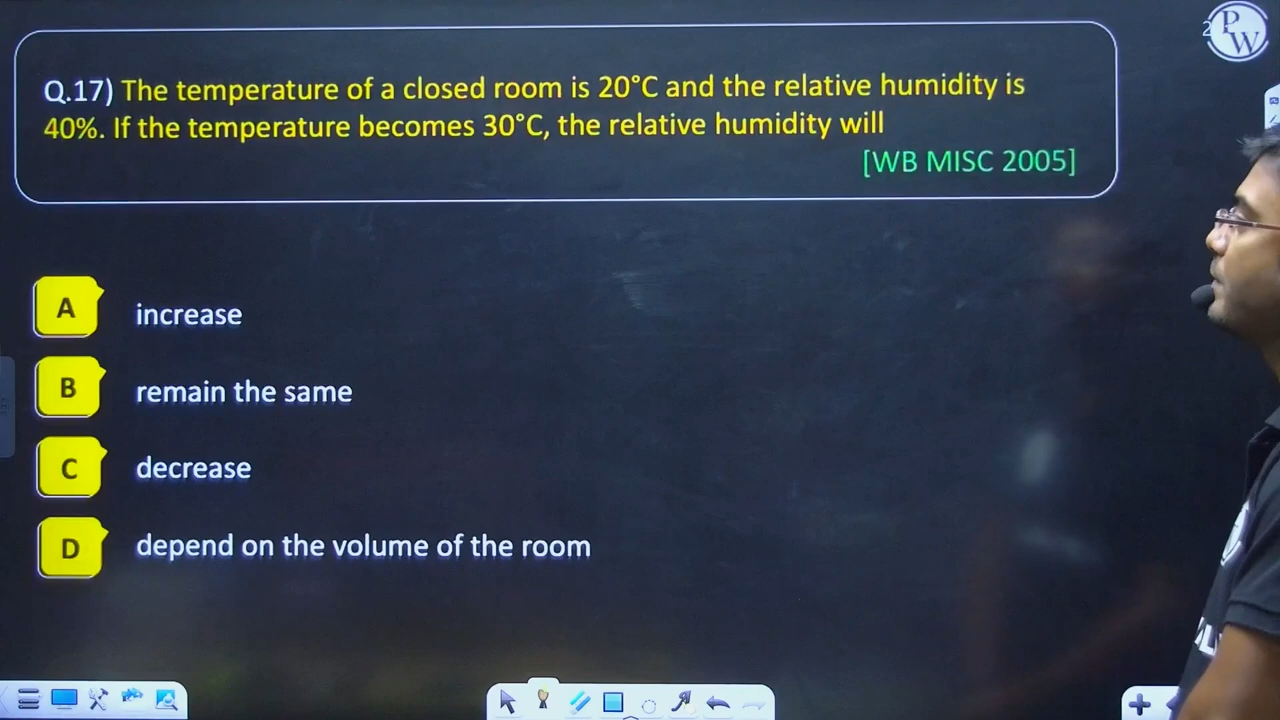 Q.17) The temperature of a closed room is 20°C and the relative humidity is
40%. If the temperature becomes 30°C, the relative humidity will
[WB MISC 2005]
A increase
B remain the same
C decrease
D depend on the volume of the room
PW